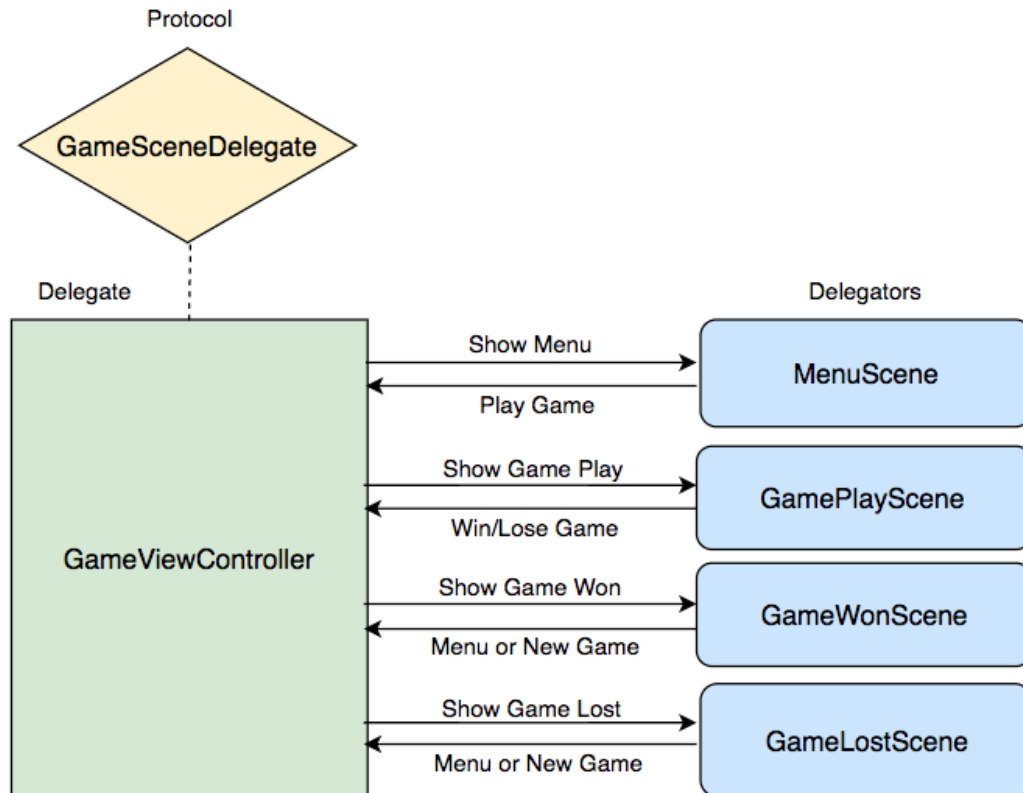 Protocol
GameSceneDelegate
Delegate
Delegators
Show Menu
MenuScene
Play Game
Show Game Play
GamePlayScene
Win/Lose Game
GameViewController
Show Game Won
GameWonScene
Menu or New Game
Show Game Lost
GameLostScene
Menu or New Game